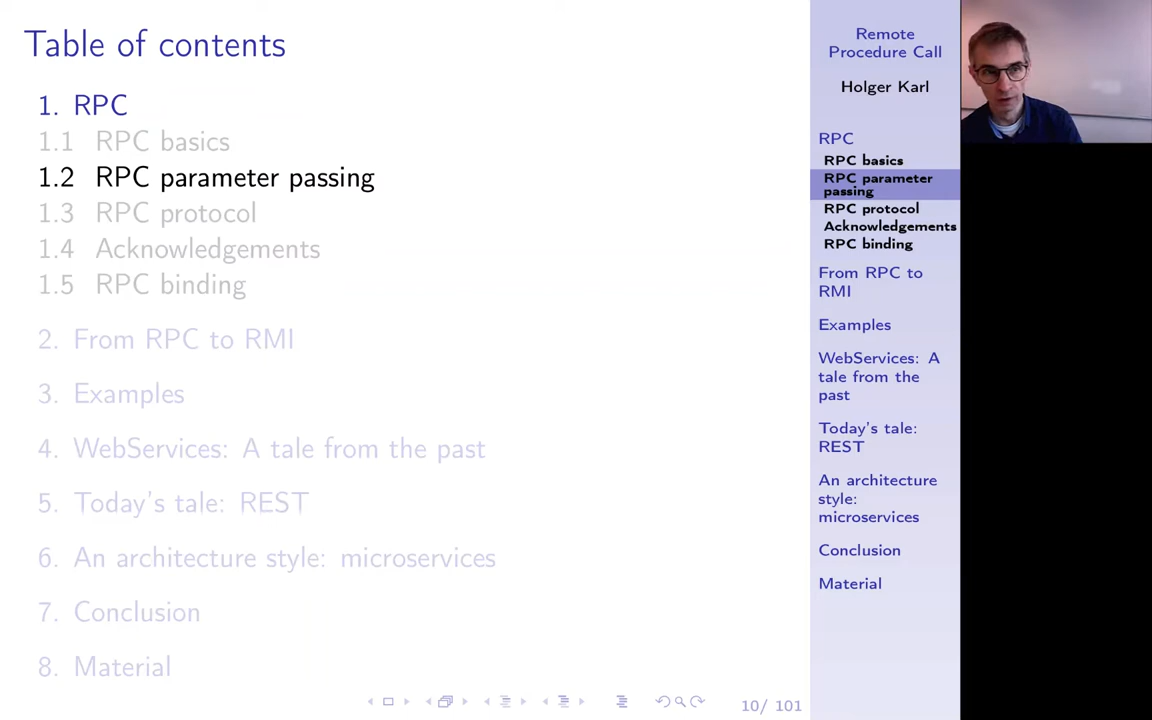 Table of contents
1. RPC
1.1 RPC basics
1.2 RPC parameter passing
1.3 RPC protocol
1.4 Acknowledgements
1.5 RPC binding
2. From RPC to RMI
3. Examples
4. WebServices: A tale from the past
5. Today's tale: REST
6. An architecture style: microservices
7. Conclusion
8. Material
10/ 101
Remote
Procedure Call
Holger Karl
RPC
RPC basics
RPC parameter
passing
RPC protocol
Acknowledgements
RPC binding
From RPC to
RMI
Examples
WebServices: A
tale from the
past
Today's tale:
REST
An architecture
style:
microservices
Conclusion
Material